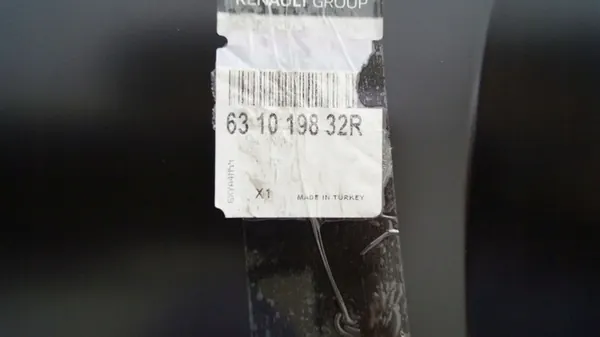 RENAULT GROUP
63 10 198 32R
X1
MADE IN TURKEY